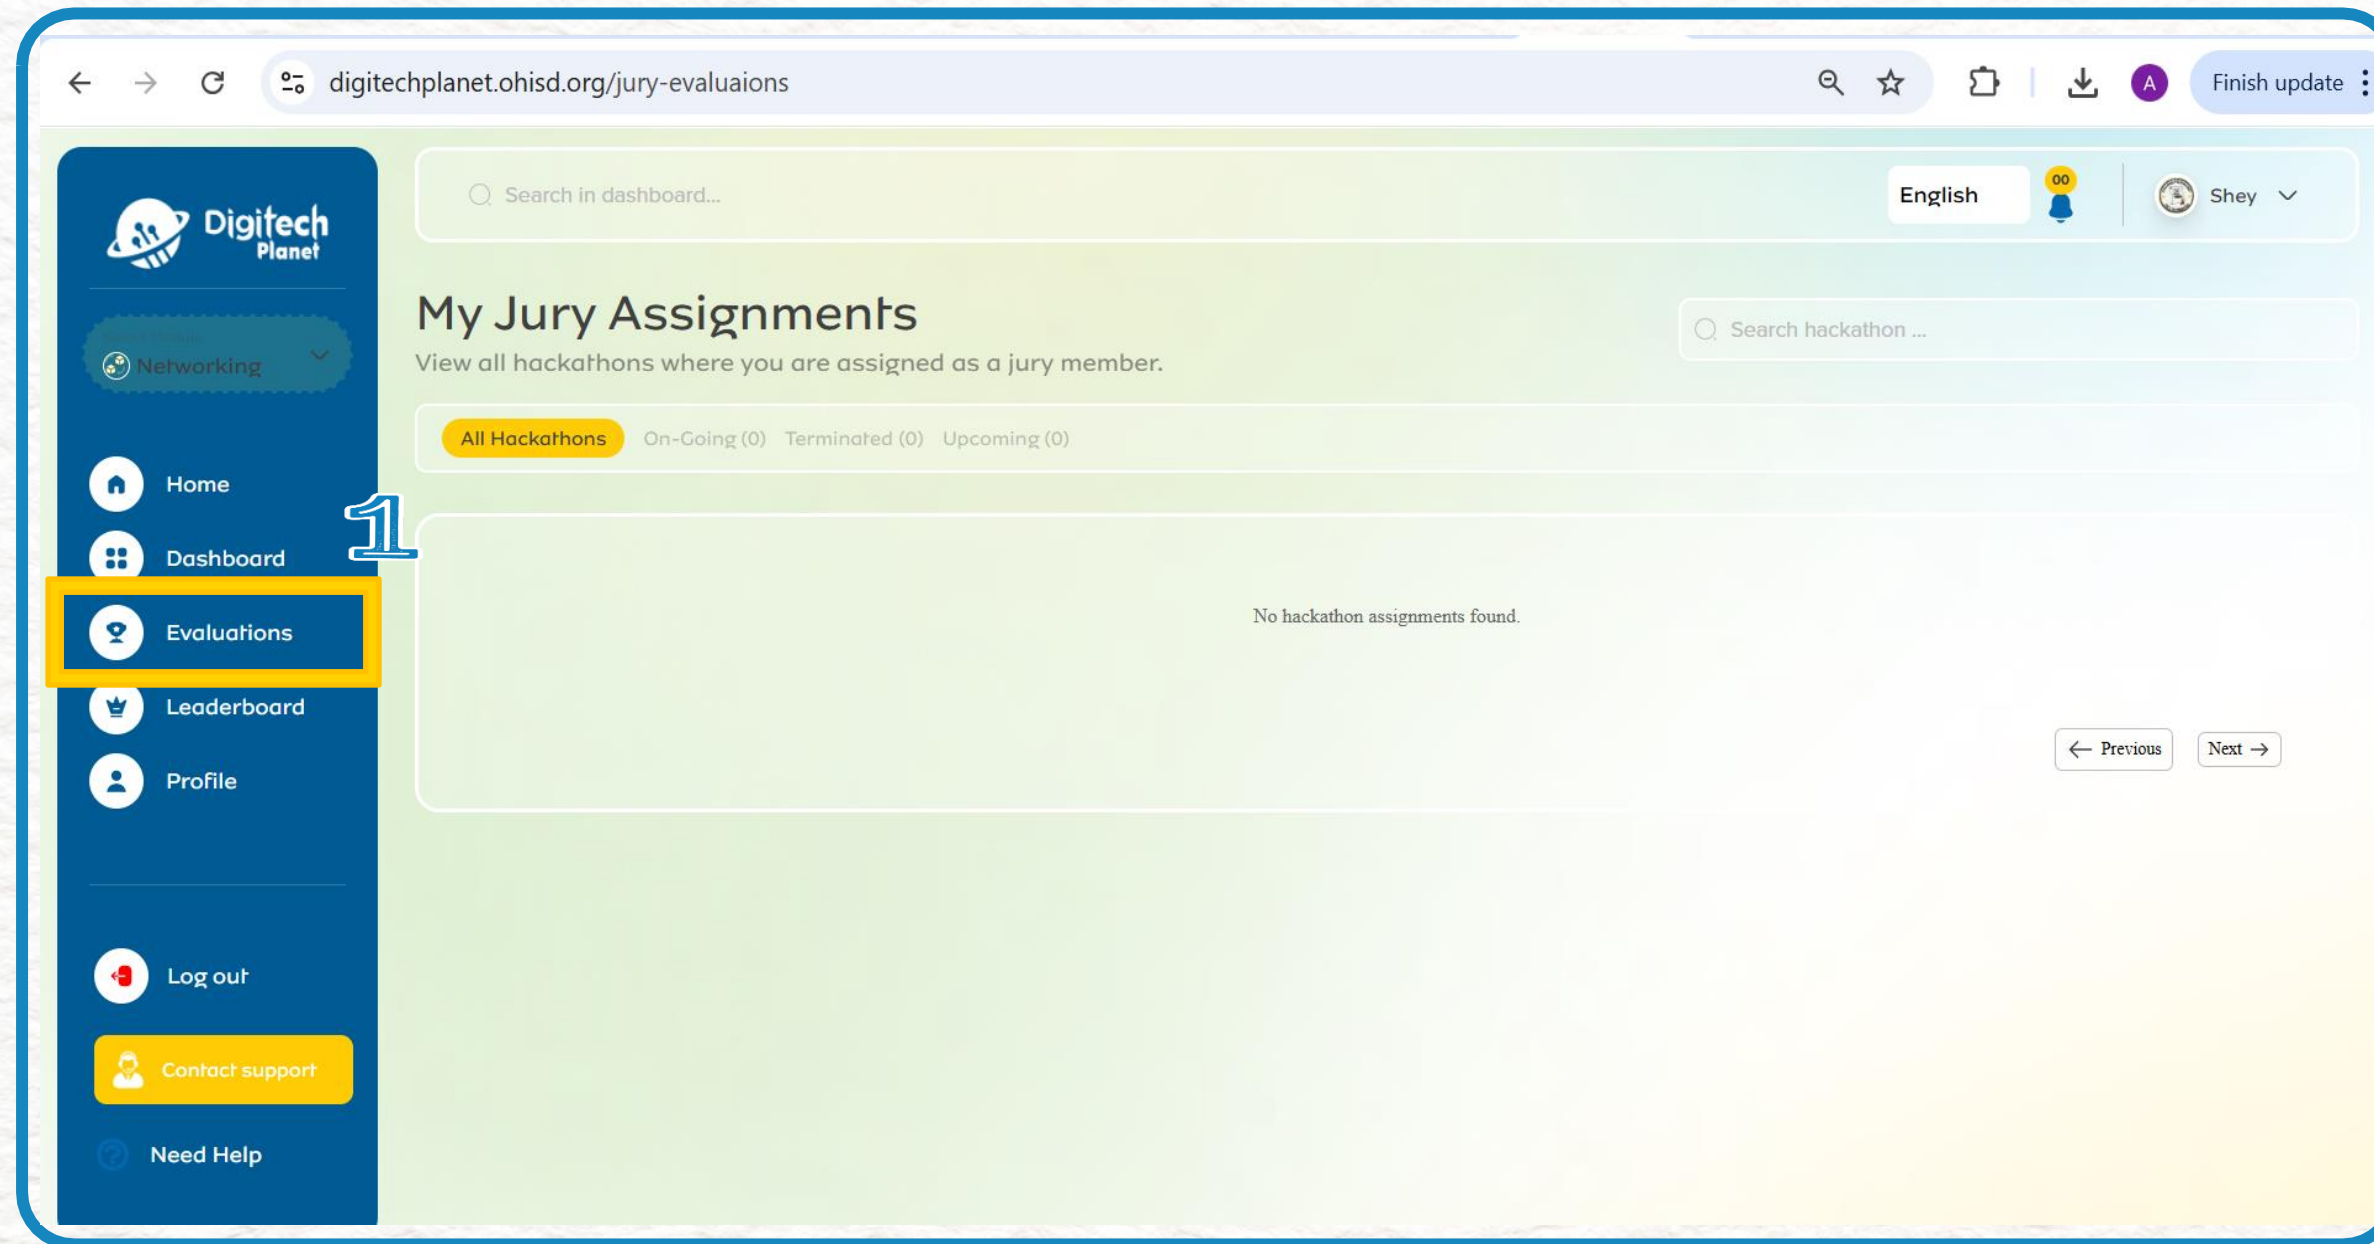 digitechplanet.ohisd.org/jury-evaluaions
A
Finish update
Digitech
Planet
Search in dashboard...
English
00
Shey
My Jury Assignments
View all hackathons where you are assigned as a jury member.
Search hackathon ...
Networking
All Hackathons On-Going (0) Terminated (0) Upcoming (0)
Home
1
Dashboard
Evaluations
Leaderboard
Profile
No hackathon assignments found.
← Previous Next →
Log out
Contact support
? Need Help